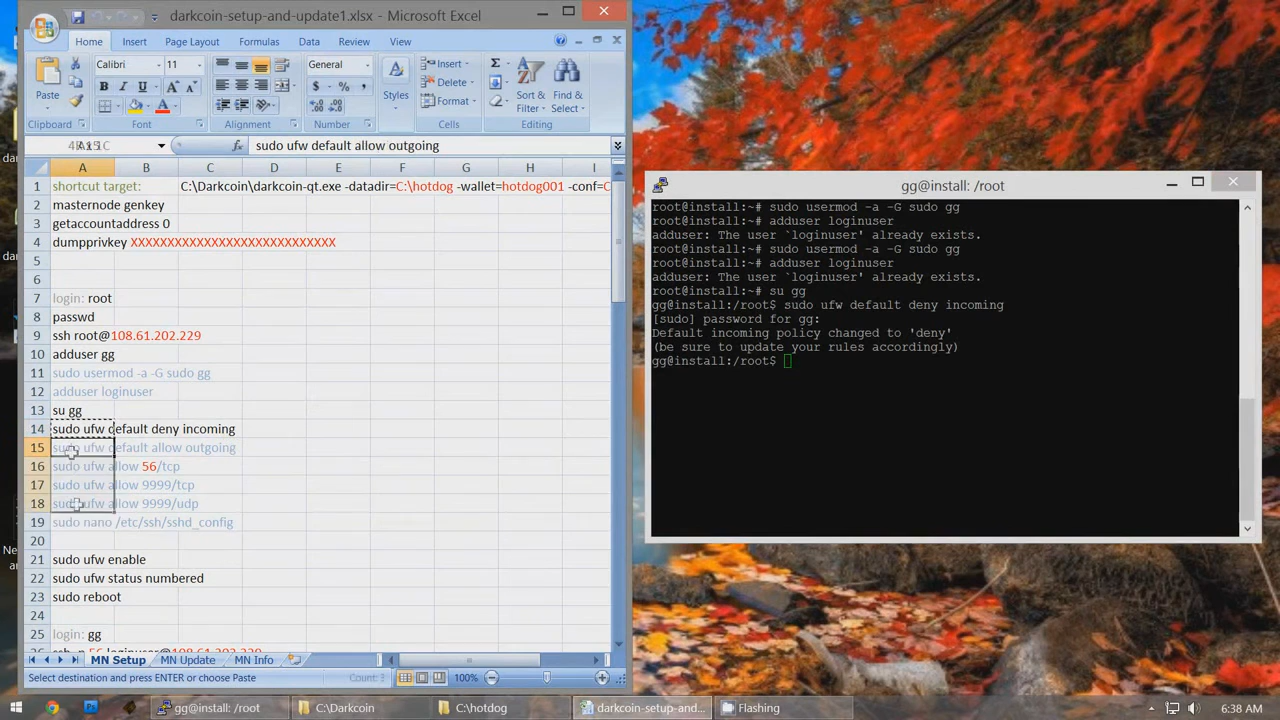 darkcoin-setup-and-update1.xlsx - Microsoft Excel
Home Insert Page Layout Formulas Data Review View
Paste
Clipboard
Calibri 11
B I U
Font
Alignment
General
$ % ,
Number
Styles
Insert
Delete
Format
Cells
Sort & Filter
Find & Select
Editing
fx sudo ufw default allow outgoing
A B C D E F G H I
1 shortcut target: C:\Darkcoin\darkcoin-qt.exe -datadir=C:\hotdog -wallet=hotdog001 -conf=C
2 masternode genkey
3 getaccountaddress 0
4 dumpprivkey XXXXXXXXXXXXXXXXXXXXXXXXXXXX
5
6
7 login: root
8 passwd
9 ssh root@108.61.202.229
10 adduser gg
11 sudo usermod -a -G sudo gg
12 adduser loginuser
13 su gg
14 sudo ufw default deny incoming
15 sudo ufw default allow outgoing
16 sudo ufw allow 56/tcp
17 sudo ufw allow 9999/tcp
18 sudo ufw allow 9999/udp
19 sudo nano /etc/ssh/sshd_config
20
21 sudo ufw enable
22 sudo ufw status numbered
23 sudo reboot
24
25 login: gg
MN Setup MN Update MN Info
Select destination and press ENTER or choose Paste Count: 3 100%
gg@install: /root
root@install:~# sudo usermod -a -G sudo gg
root@install:~# adduser loginuser
adduser: The user `loginuser' already exists.
root@install:~# sudo usermod -a -G sudo gg
root@install:~# adduser loginuser
adduser: The user `loginuser' already exists.
root@install:~# su gg
gg@install:/root$ sudo ufw default deny incoming
[sudo] password for gg:
Default incoming policy changed to 'deny'
(be sure to update your rules accordingly)
gg@install:/root$
gg@install: /root
C:\Darkcoin
C:\hotdog
darkcoin-setup-and...
Flashing
6:38 AM